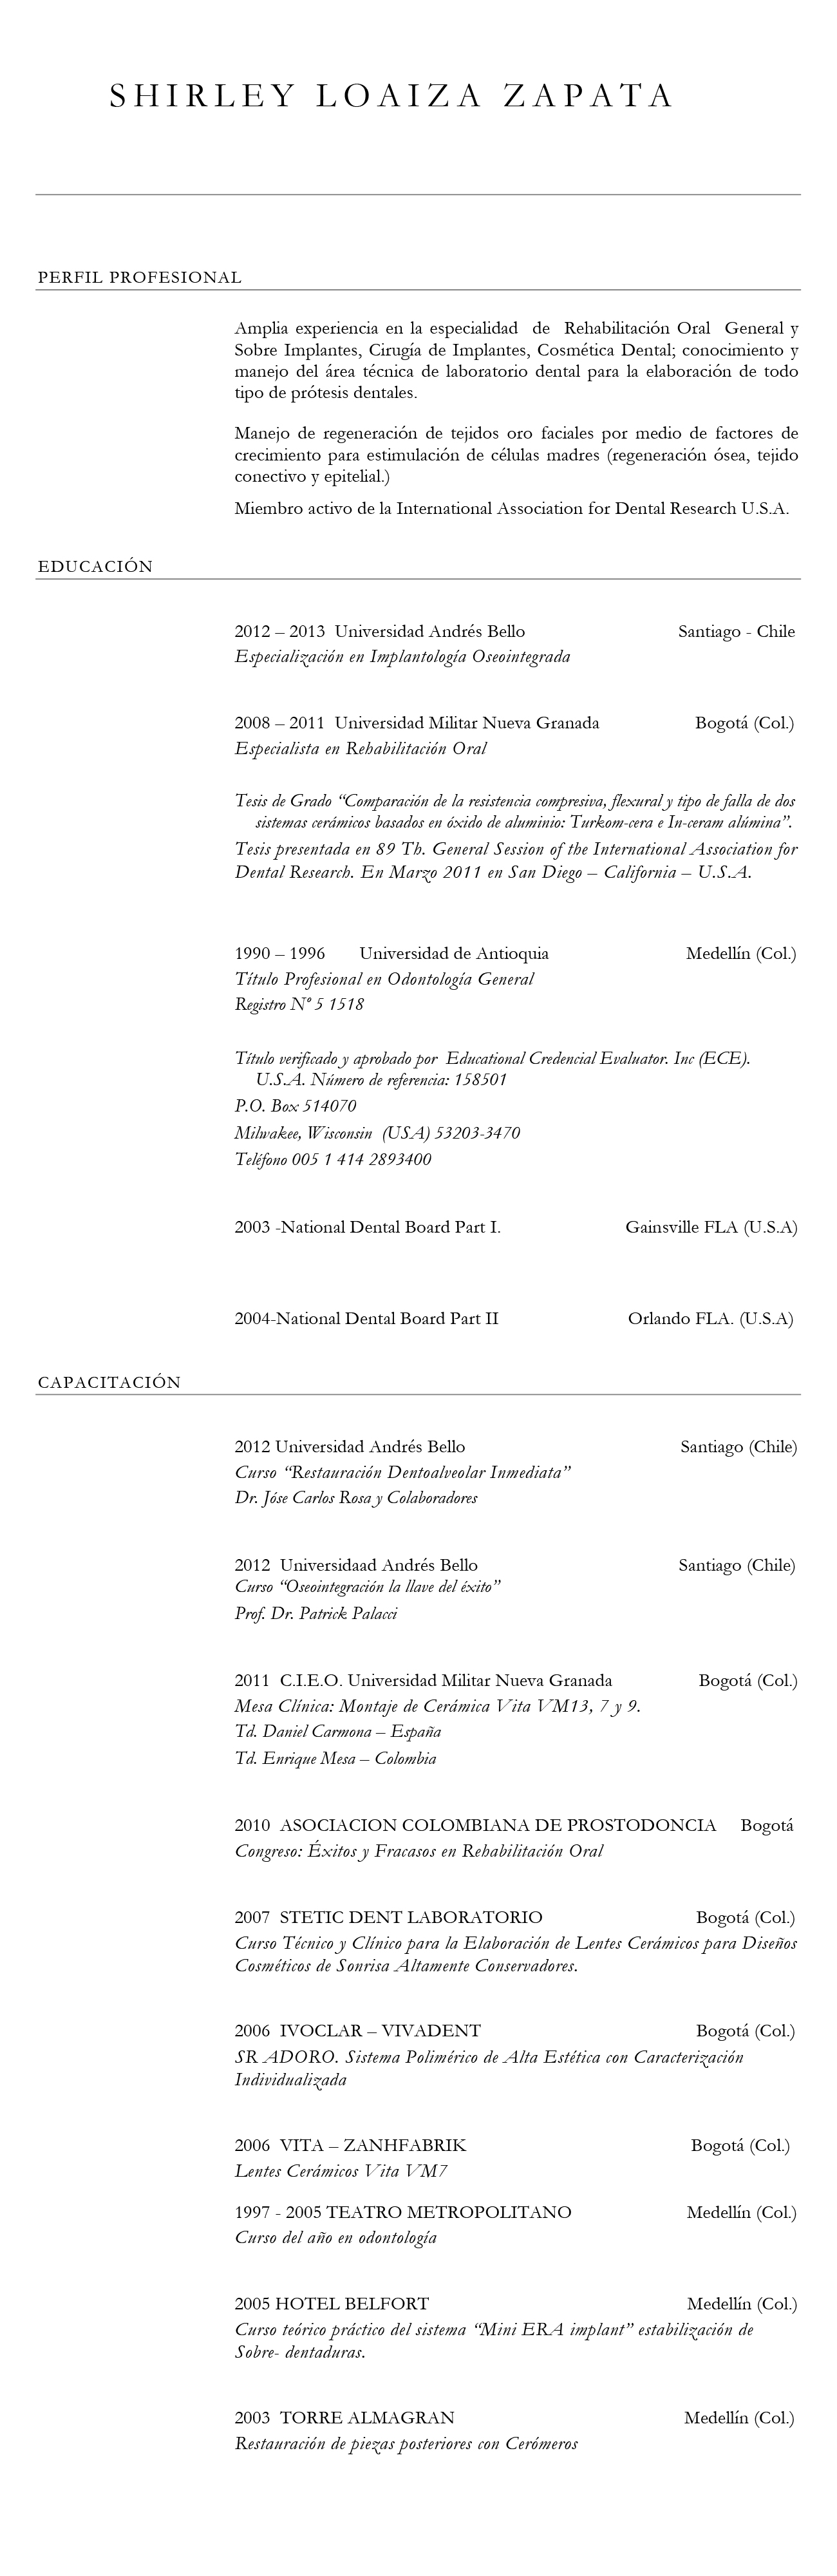 SHIRLEY LOAIZA ZAPATA
PERFIL PROFESIONAL
Amplia experiencia en la especialidad de Rehabilitación Oral General y
Sobre Implantes, Cirugía de Implantes, Cosmética Dental; conocimiento y
manejo del área técnica de laboratorio dental para la elaboración de todo
tipo de prótesis dentales.
Manejo de regeneración de tejidos oro faciales por medio de factores de
crecimiento para estimulación de células madres (regeneración ósea, tejido
conectivo y epitelial.)
Miembro activo de la International Association for Dental Research U.S.A.
EDUCACIÓN
2012 – 2013 Universidad Andrés Bello Santiago - Chile
Especialización en Implantología Oseointegrada
2008 – 2011 Universidad Militar Nueva Granada Bogotá (Col.)
Especialista en Rehabilitación Oral
Tesis de Grado “Comparación de la resistencia compresiva, flexural y tipo de falla de dos
sistemas cerámicos basados en óxido de aluminio: Turkom-cera e In-ceram alúmina”.
Tesis presentada en 89 Th. General Session of the International Association for
Dental Research. En Marzo 2011 en San Diego – California – U.S.A.
1990 – 1996 Universidad de Antioquia Medellín (Col.)
Título Profesional en Odontología General
Registro Nº 5 1518
Título verificado y aprobado por Educational Credencial Evaluator. Inc (ECE).
U.S.A. Número de referencia: 158501
P.O. Box 514070
Milwakee, Wisconsin (USA) 53203-3470
Teléfono 005 1 414 2893400
2003 -National Dental Board Part I. Gainsville FLA (U.S.A)
2004-National Dental Board Part II Orlando FLA. (U.S.A)
CAPACITACIÓN
2012 Universidad Andrés Bello Santiago (Chile)
Curso “Restauración Dentoalveolar Inmediata”
Dr. Jóse Carlos Rosa y Colaboradores
2012 Universidaad Andrés Bello Santiago (Chile)
Curso “Oseointegración la llave del éxito”
Prof. Dr. Patrick Palacci
2011 C.I.E.O. Universidad Militar Nueva Granada Bogotá (Col.)
Mesa Clínica: Montaje de Cerámica Vita VM13, 7 y 9.
Td. Daniel Carmona – España
Td. Enrique Mesa – Colombia
2010 ASOCIACION COLOMBIANA DE PROSTODONCIA Bogotá
Congreso: Éxitos y Fracasos en Rehabilitación Oral
2007 STETIC DENT LABORATORIO Bogotá (Col.)
Curso Técnico y Clínico para la Elaboración de Lentes Cerámicos para Diseños
Cosméticos de Sonrisa Altamente Conservadores.
2006 IVOCLAR – VIVADENT Bogotá (Col.)
SR ADORO. Sistema Polimérico de Alta Estética con Caracterización
Individualizada
2006 VITA – ZANHFABRIK Bogotá (Col.)
Lentes Cerámicos Vita VM7
1997 - 2005 TEATRO METROPOLITANO Medellín (Col.)
Curso del año en odontología
2005 HOTEL BELFORT Medellín (Col.)
Curso teórico práctico del sistema “Mini ERA implant” estabilización de
Sobre- dentaduras.
2003 TORRE ALMAGRAN Medellín (Col.)
Restauración de piezas posteriores con Cerómeros